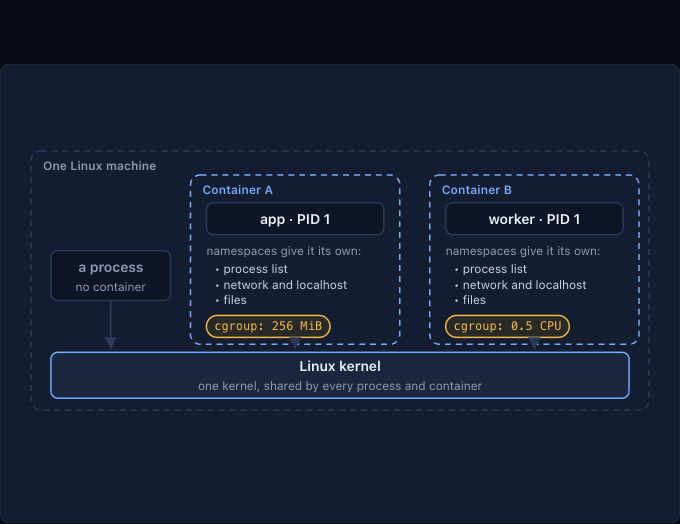 One Linux machine
Container A
app · PID 1
namespaces give it its own:
• process list
• network and localhost
• files
cgroup: 256 MiB
Container B
worker · PID 1
namespaces give it its own:
• process list
• network and localhost
• files
cgroup: 0.5 CPU
a process
no container
Linux kernel
one kernel, shared by every process and container